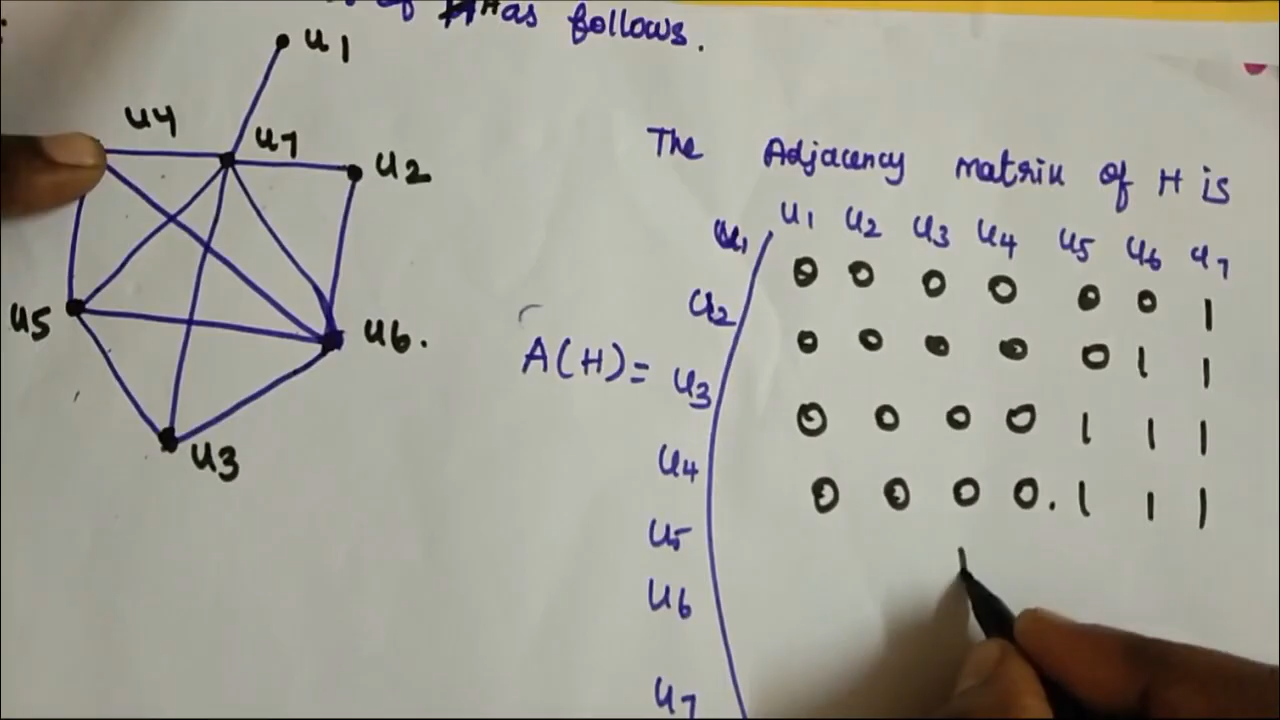 of H as follows.
u1
u4
u7
u2
u5
u6.
u3
The Adjacency matrix of H is
u1 u2 u3 u4 u5 u6 u7
A(H)=
u1 0 0 0 0 0 0 1
u2 0 0 0 0 0 1 1
u3 0 0 0 0 1 1 1
u4 0 0 0 0. 1 1 1
u5 1
u6
u7